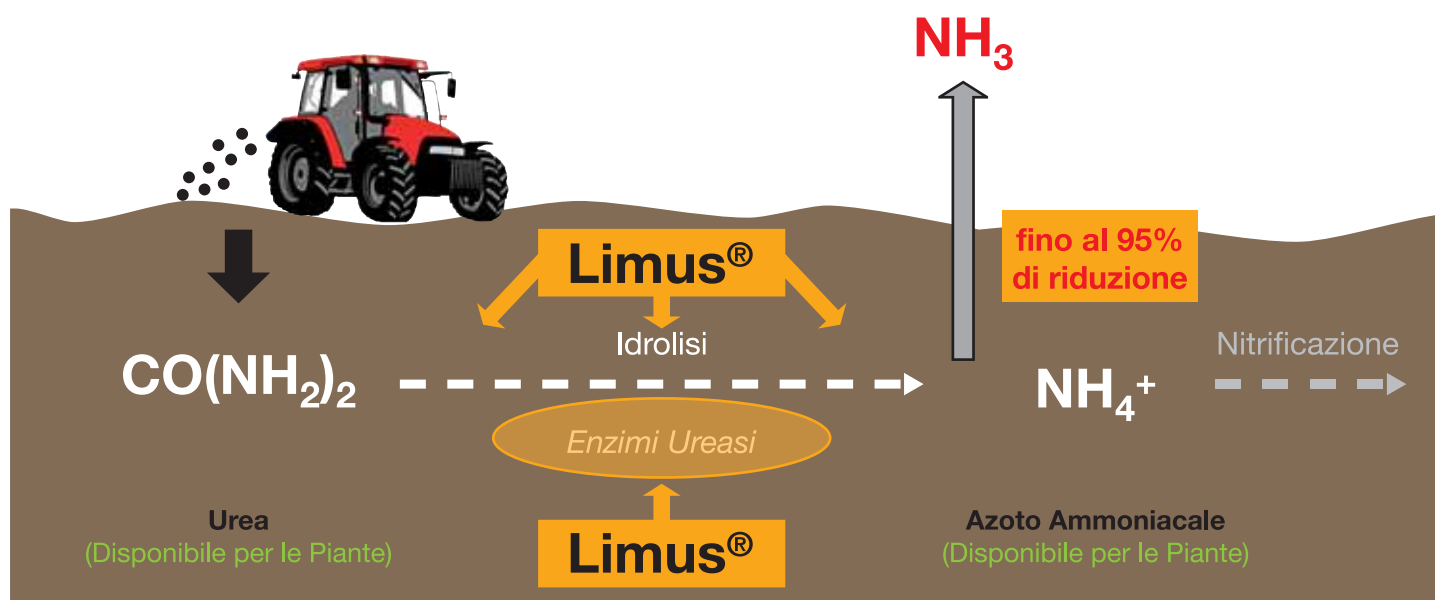 NH₃
Limus®
fino al 95%
di riduzione
Idrolisi
Nitrificazione
CO(NH₂)₂
NH₄⁺
Enzimi Ureasi
Urea
(Disponibile per le Piante)
Limus®
Azoto Ammoniacale
(Disponibile per le Piante)